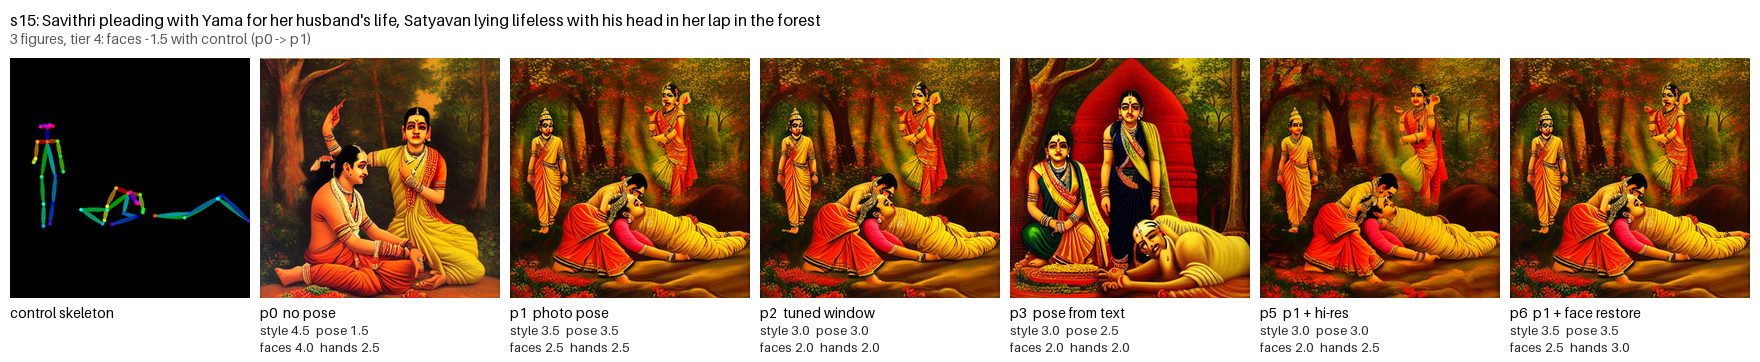 s15: Savithri pleading with Yama for her husband's life, Satyavan lying lifeless with his head in her lap in the forest
3 figures, tier 4: faces -1.5 with control (p0 -> p1)
control skeleton
p0 no pose
style 4.5 pose 1.5
faces 4.0 hands 2.5
p1 photo pose
style 3.5 pose 3.5
faces 2.5 hands 2.5
p2 tuned window
style 3.0 pose 3.0
faces 2.0 hands 2.0
p3 pose from text
style 3.0 pose 2.5
faces 2.0 hands 2.0
p5 p1 + hi-res
style 3.0 pose 3.0
faces 2.0 hands 2.5
p6 p1 + face restore
style 3.5 pose 3.5
faces 2.5 hands 3.0